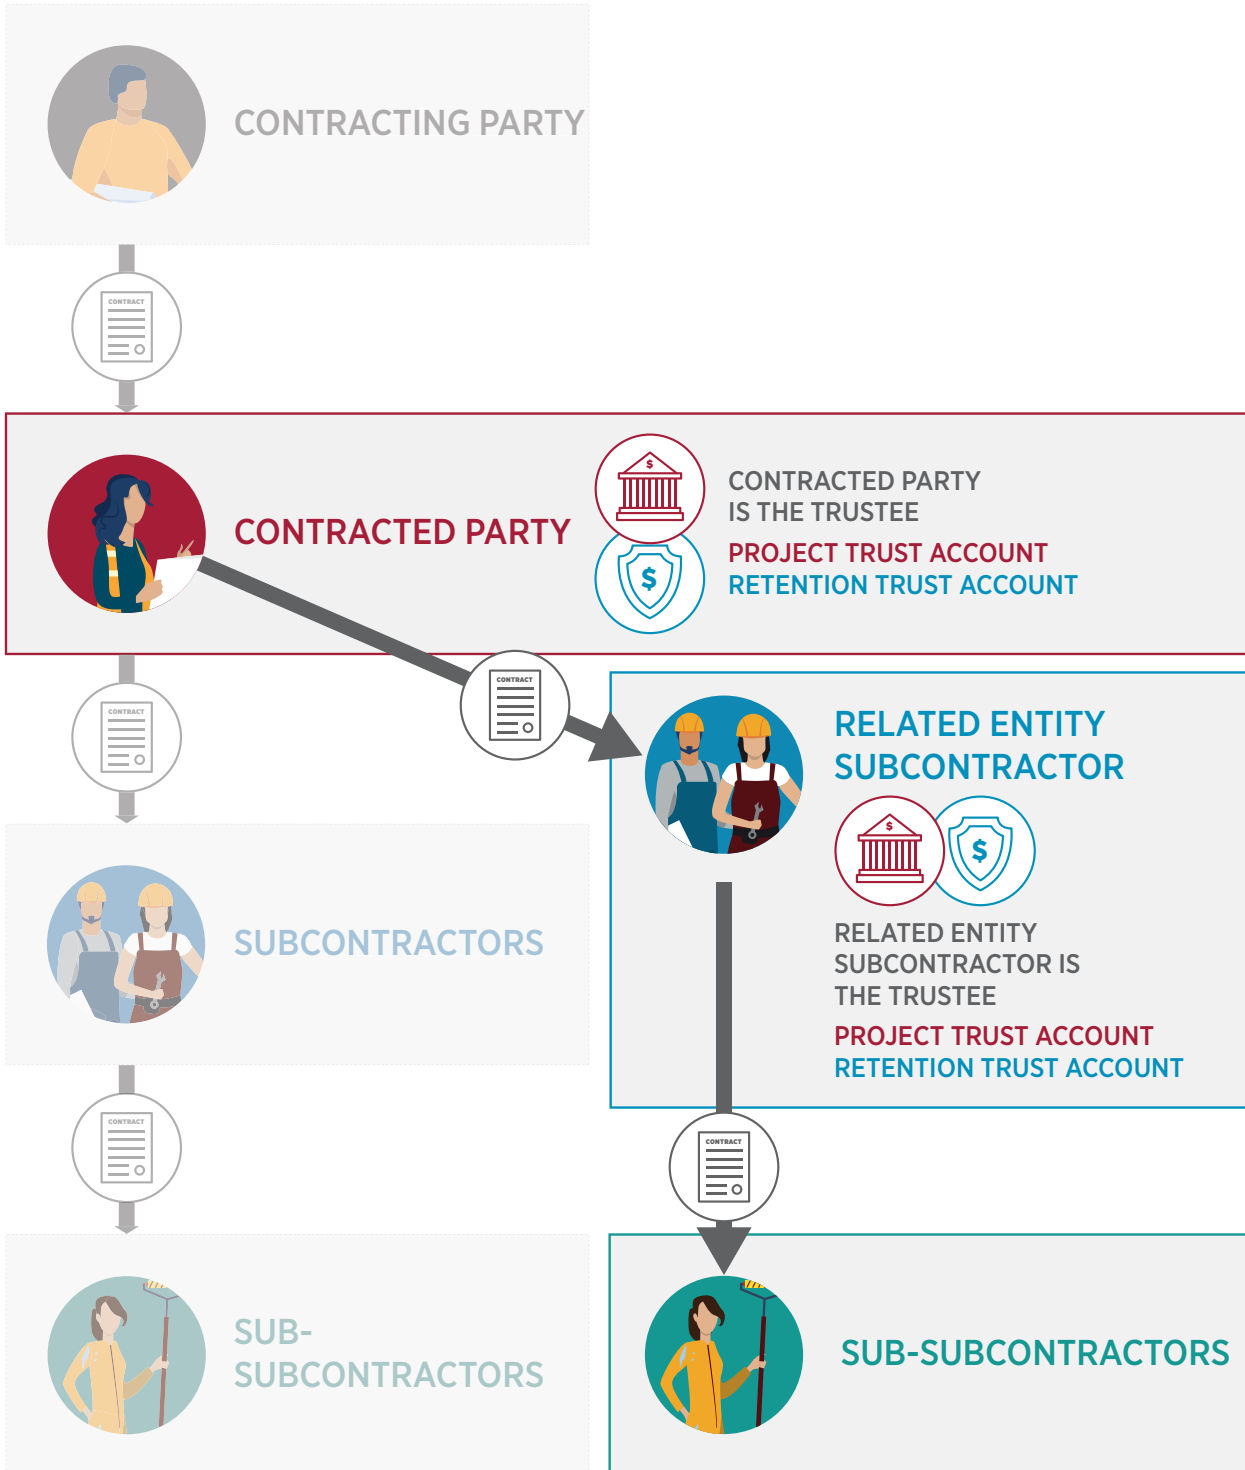 CONTRACTING PARTY
CONTRACT
CONTRACTED PARTY
$
$
CONTRACTED PARTY
IS THE TRUSTEE
PROJECT TRUST ACCOUNT
RETENTION TRUST ACCOUNT
CONTRACT
CONTRACT
RELATED ENTITY
SUBCONTRACTOR
$
$
RELATED ENTITY
SUBCONTRACTOR IS
THE TRUSTEE
PROJECT TRUST ACCOUNT
RETENTION TRUST ACCOUNT
SUBCONTRACTORS
CONTRACT
CONTRACT
SUB-
SUBCONTRACTORS
SUB-SUBCONTRACTORS